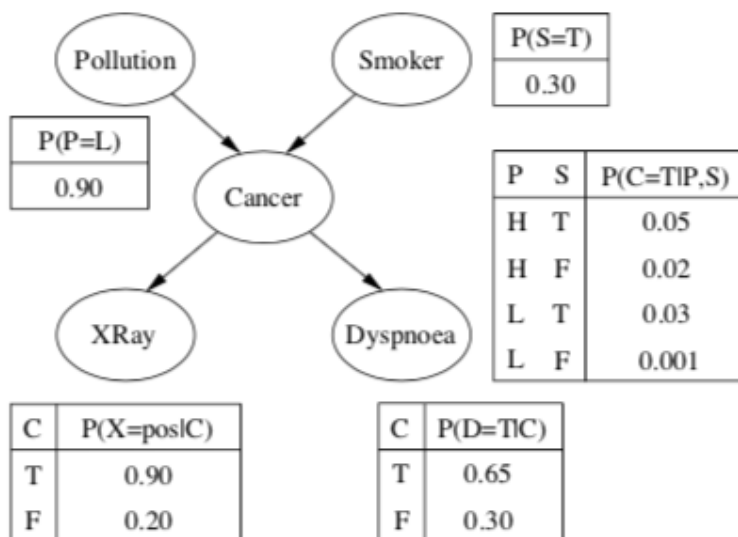 Pollution
Smoker
P(S=T)
0.30
P(P=L)
0.90
Cancer
P S P(C=T|P,S)
H T 0.05
H F 0.02
L T 0.03
L F 0.001
XRay
Dyspnoea
C P(X=pos|C)
T 0.90
F 0.20
C P(D=T|C)
T 0.65
F 0.30